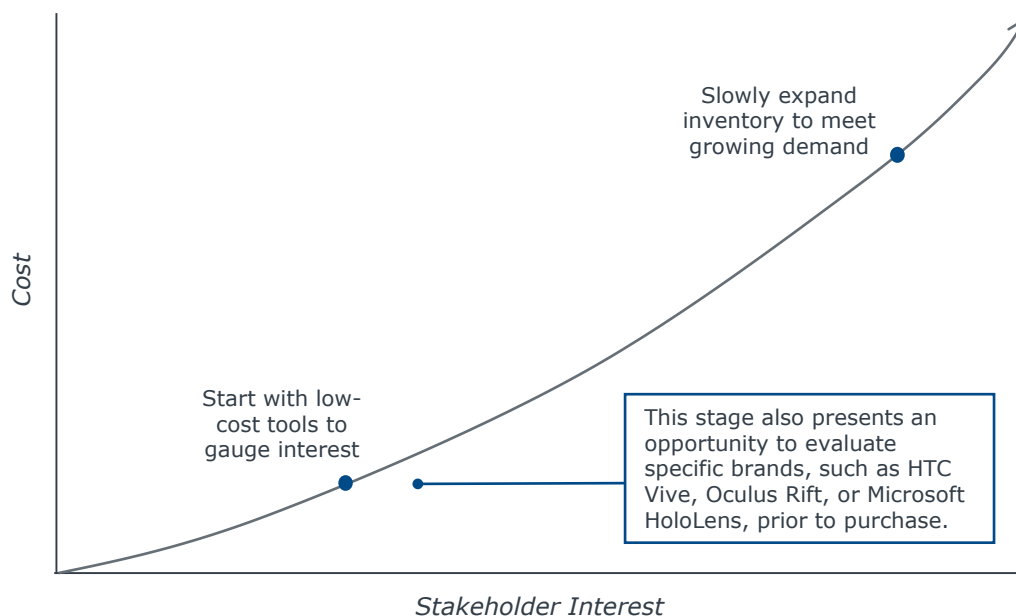 Slowly expand
inventory to meet
growing demand
Cost
Start with low-
cost tools to
gauge interest
This stage also presents an
opportunity to evaluate
specific brands, such as HTC
Vive, Oculus Rift, or Microsoft
HoloLens, prior to purchase.
Stakeholder Interest